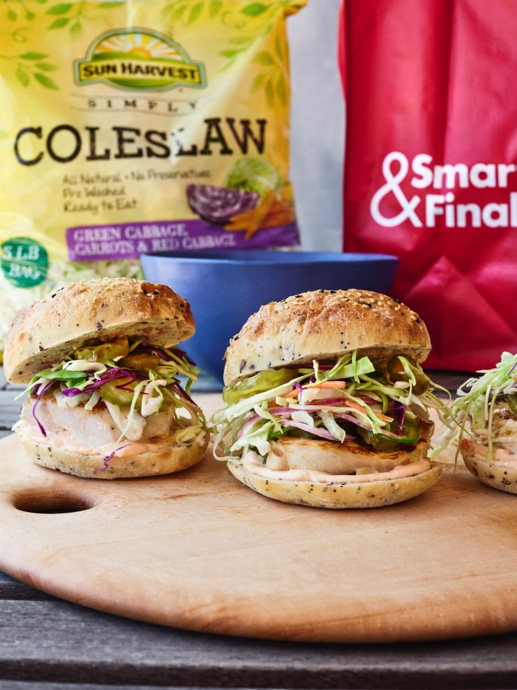 SUN HARVEST
SIMPLY
COLESLAW
All Natural • No Preservatives
Pre Washed
Ready to Eat
GREEN CABBAGE,
CARROTS & RED CABBAGE
5 LB
BAG
Smar
&Final